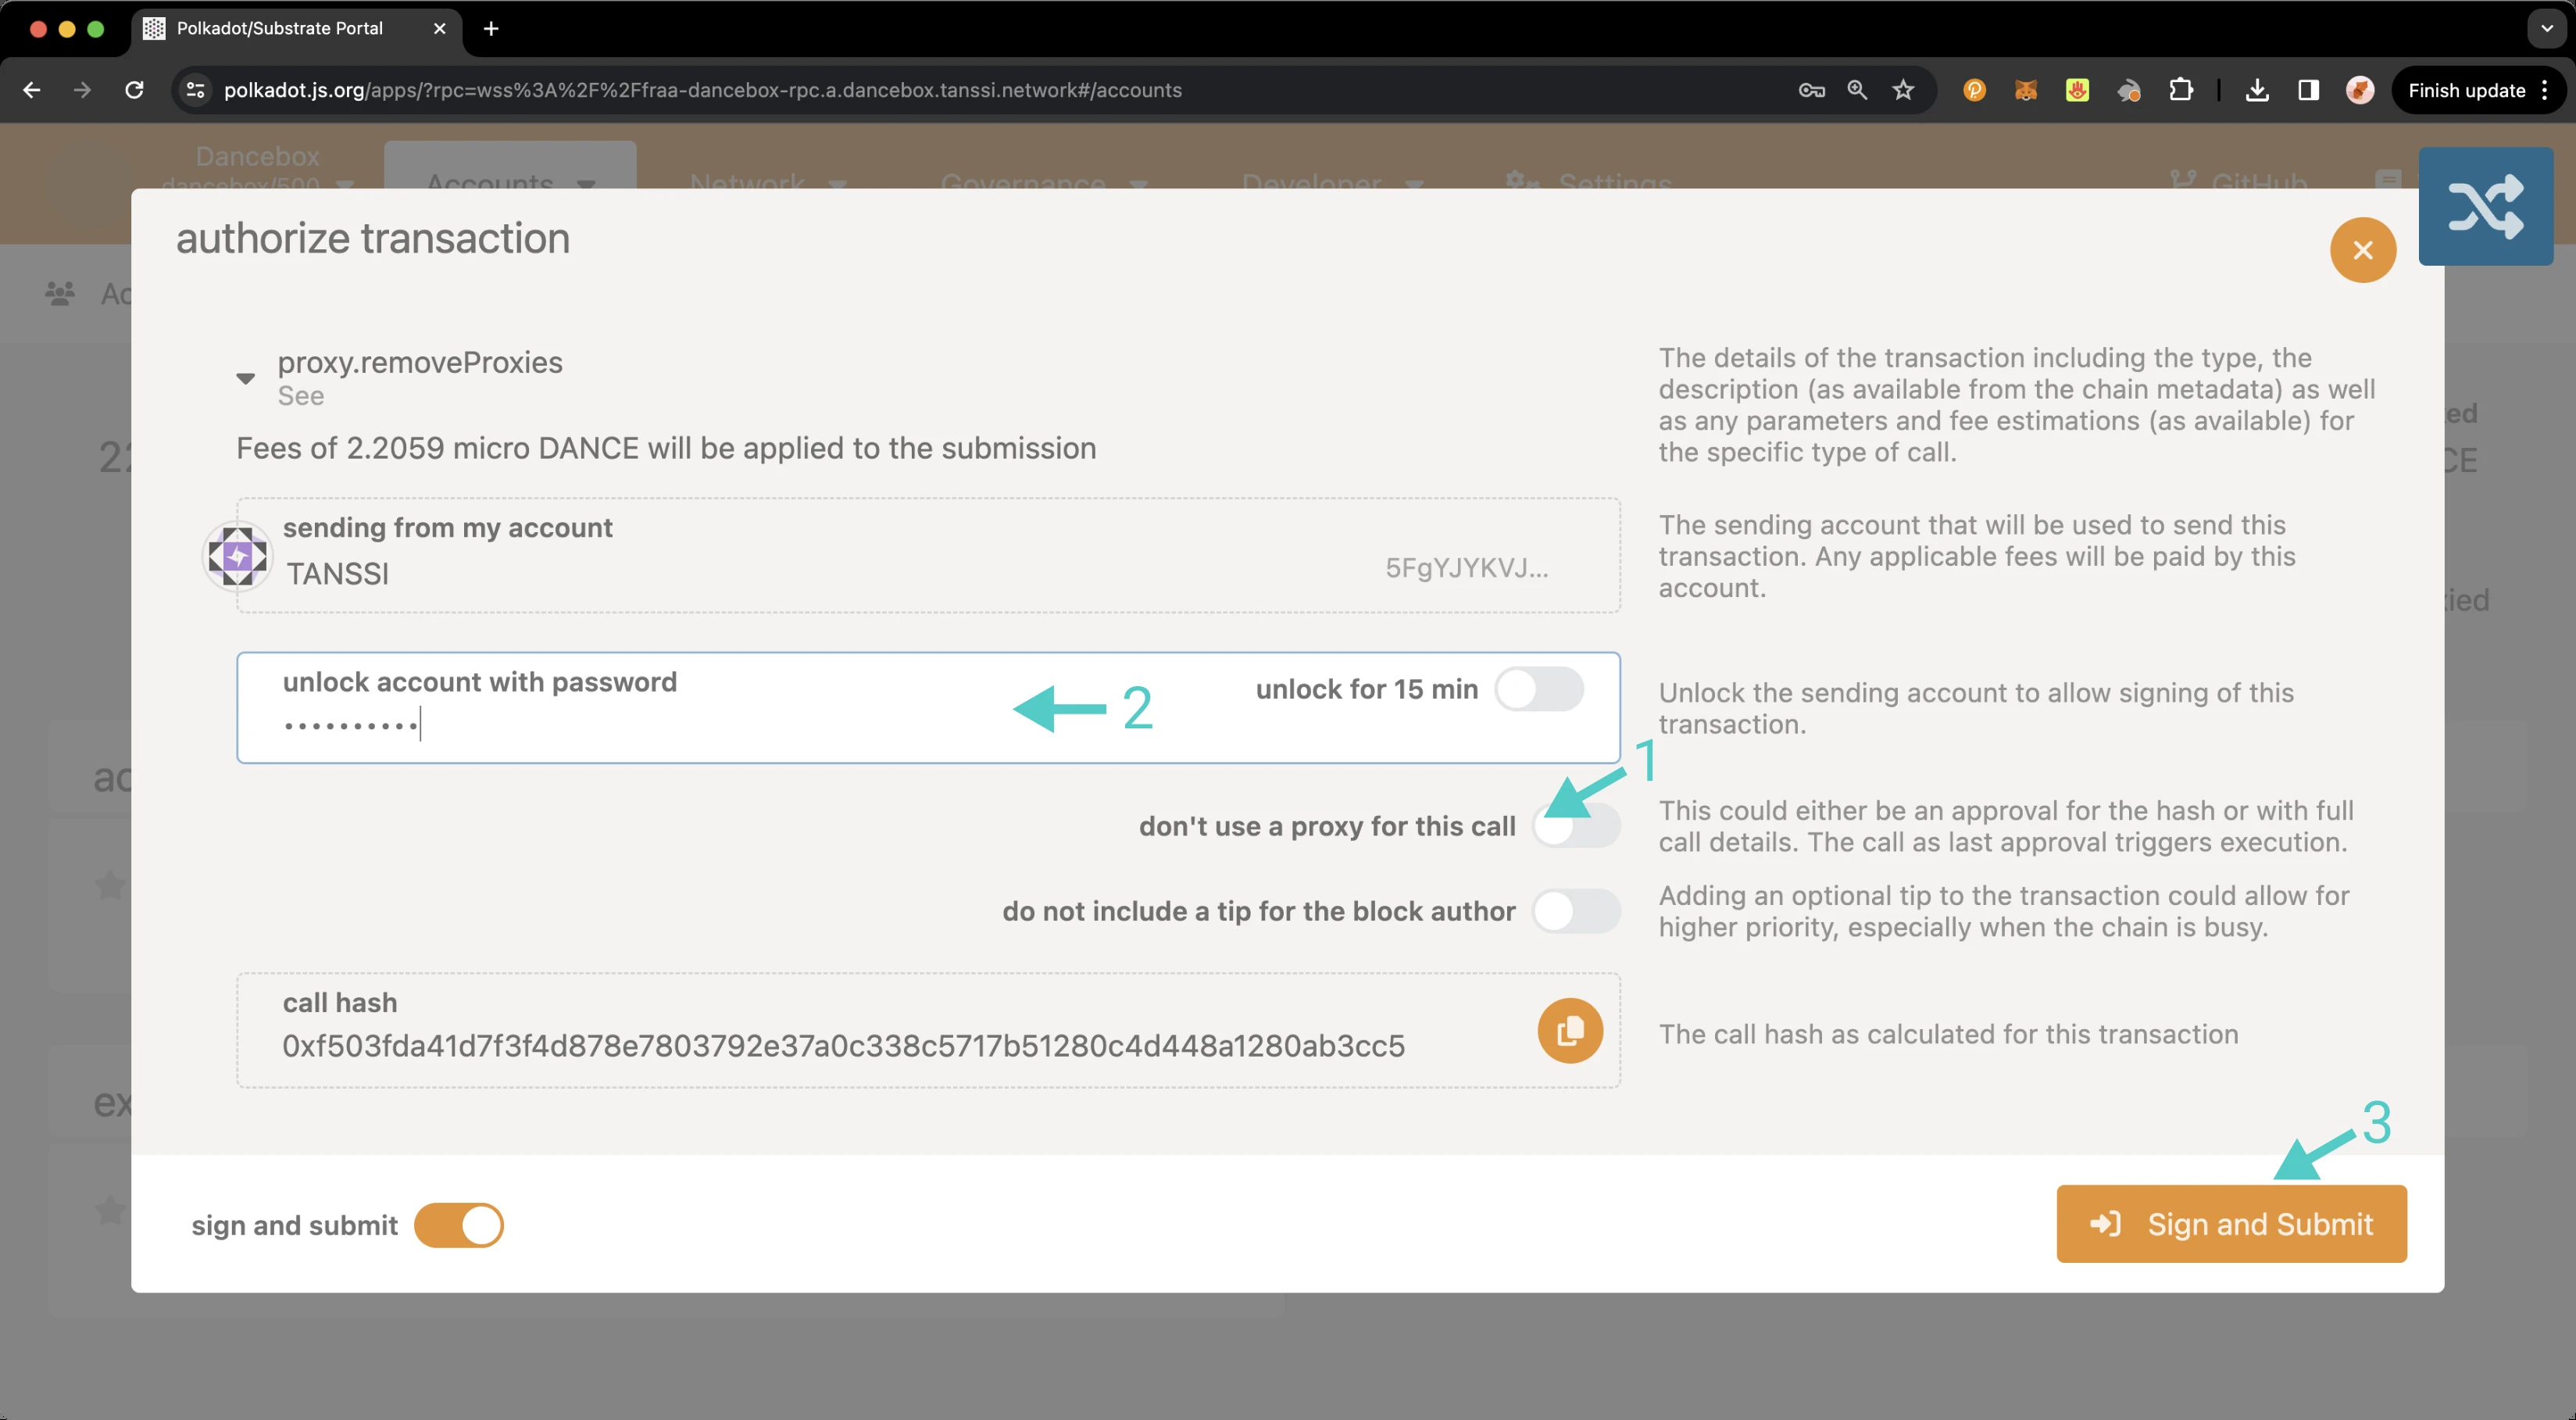 Polkadot/Substrate Portal
polkadot.js.org/apps/?rpc=wss%3A%2F%2Ffraa-dancebox-rpc.a.dancebox.tanssi.network#/accounts
Finish update
Dancebox
dancebox/500
Accounts
Network
Governance
Developer
Settings
GitHub
authorize transaction
proxy.removeProxies
See
Fees of 2.2059 micro DANCE will be applied to the submission
The details of the transaction including the type, the
description (as available from the chain metadata) as well
as any parameters and fee estimations (as available) for
the specific type of call.
sending from my account
TANSSI
5FgYJYKVJ...
The sending account that will be used to send this
transaction. Any applicable fees will be paid by this
account.
unlock account with password
2
unlock for 15 min
Unlock the sending account to allow signing of this
transaction.
1
don't use a proxy for this call
This could either be an approval for the hash or with full
call details. The call as last approval triggers execution.
do not include a tip for the block author
Adding an optional tip to the transaction could allow for
higher priority, especially when the chain is busy.
call hash
0xf503fda41d7f3f4d878e7803792e37a0c338c5717b51280c4d448a1280ab3cc5
The call hash as calculated for this transaction
3
sign and submit
Sign and Submit